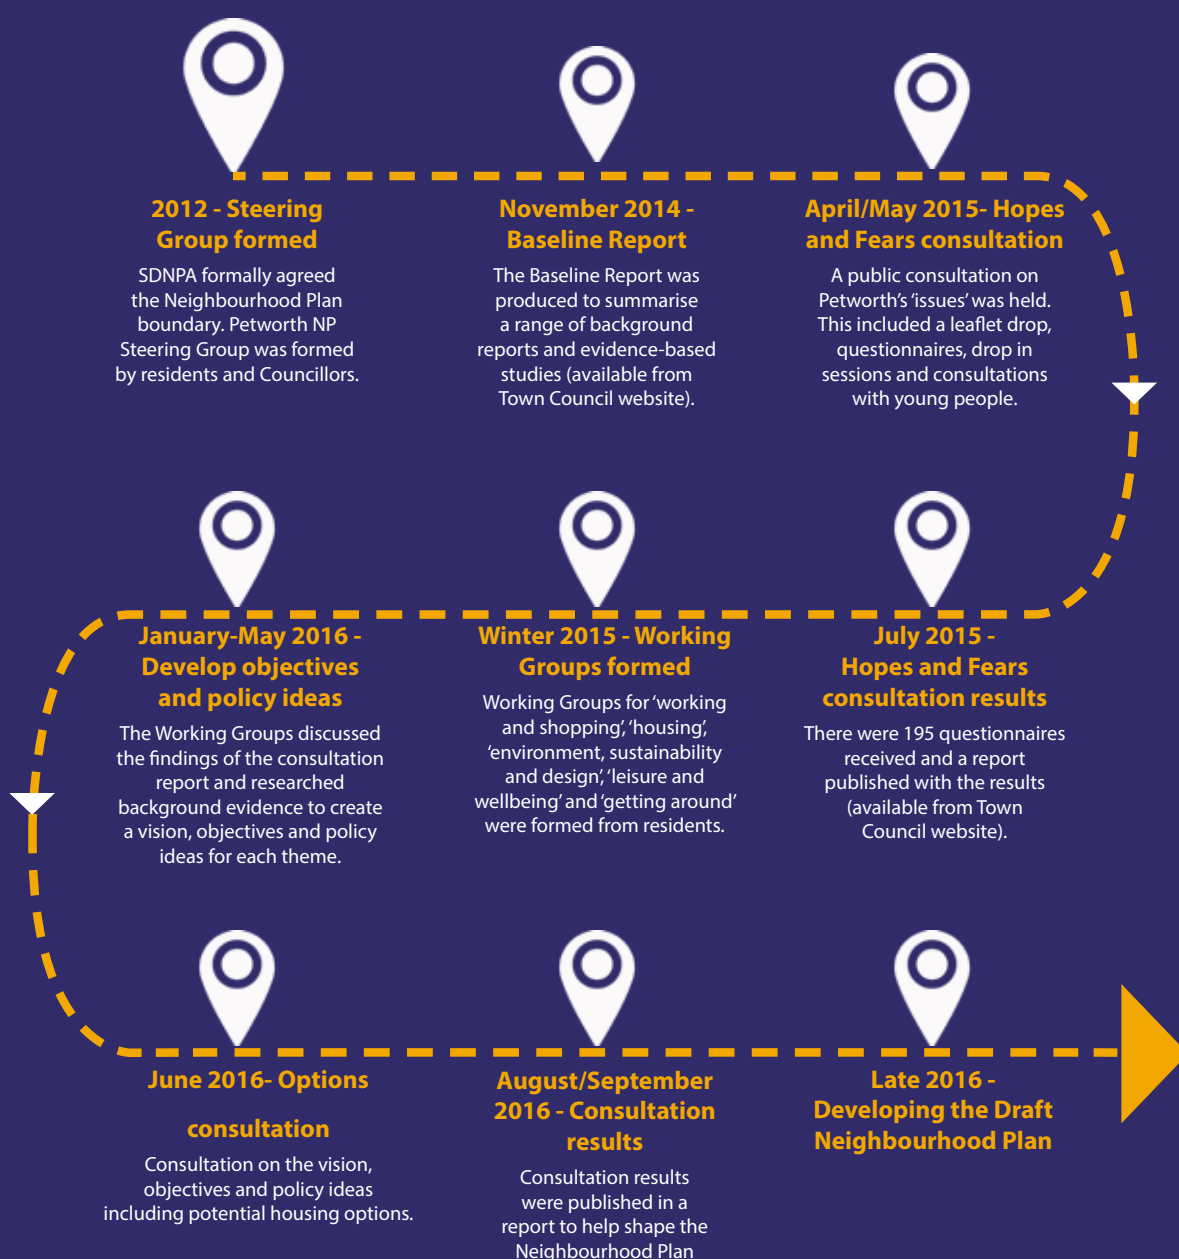 2012 - Steering
Group formed
SDNPA formally agreed
the Neighbourhood Plan
boundary. Petworth NP
Steering Group was formed
by residents and Councillors.
November 2014 -
Baseline Report
The Baseline Report was
produced to summarise
a range of background
reports and evidence-based
studies (available from
Town Council website).
April/May 2015- Hopes
and Fears consultation
A public consultation on
Petworth's 'issues' was held.
This included a leaflet drop,
questionnaires, drop in
sessions and consultations
with young people.
July 2015 -
Hopes and Fears
consultation results
There were 195 questionnaires
received and a report
published with the results
(available from Town
Council website).
Winter 2015 - Working
Groups formed
Working Groups for 'working
and shopping', 'housing',
'environment, sustainability
and design', 'leisure and
wellbeing' and 'getting around'
were formed from residents.
January-May 2016 -
Develop objectives
and policy ideas
The Working Groups discussed
the findings of the consultation
report and researched
background evidence to create
a vision, objectives and policy
ideas for each theme.
June 2016- Options
consultation
Consultation on the vision,
objectives and policy ideas
including potential housing options.
August/September
2016 - Consultation
results
Consultation results
were published in a
report to help shape the
Neighbourhood Plan
Late 2016 -
Developing the Draft
Neighbourhood Plan